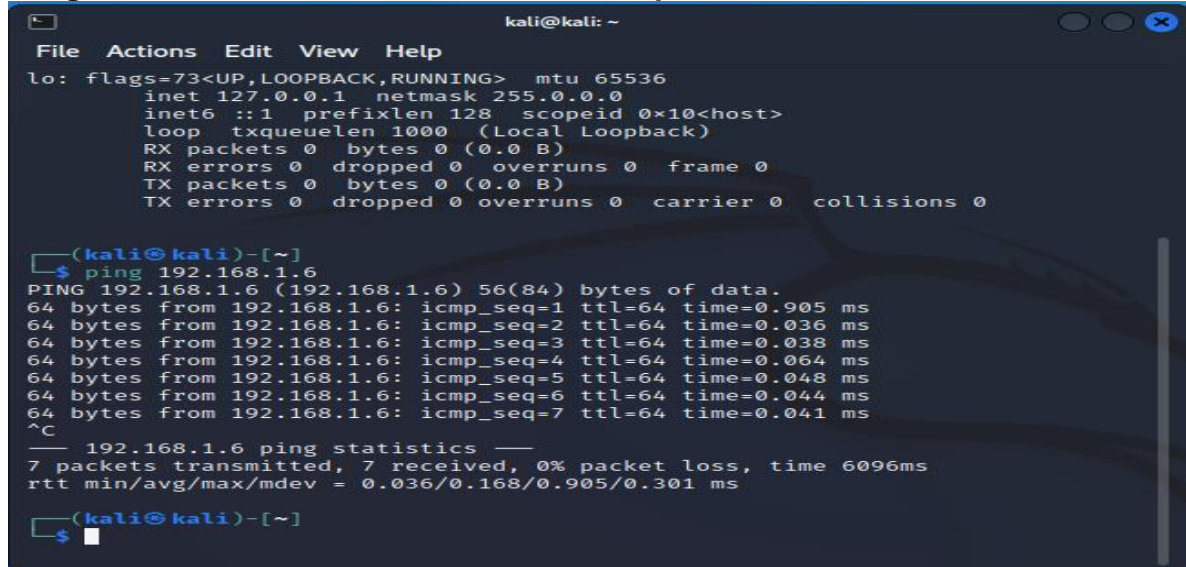 kali@kali: ~
File Actions Edit View Help
lo: flags=73<UP,LOOPBACK,RUNNING> mtu 65536
inet 127.0.0.1 netmask 255.0.0.0
inet6 ::1 prefixlen 128 scopeid 0×10<host>
loop txqueuelen 1000 (Local Loopback)
RX packets 0 bytes 0 (0.0 B)
RX errors 0 dropped 0 overruns 0 frame 0
TX packets 0 bytes 0 (0.0 B)
TX errors 0 dropped 0 overruns 0 carrier 0 collisions 0
┌──(kali㉿kali)-[~]
└─$ ping 192.168.1.6
PING 192.168.1.6 (192.168.1.6) 56(84) bytes of data.
64 bytes from 192.168.1.6: icmp_seq=1 ttl=64 time=0.905 ms
64 bytes from 192.168.1.6: icmp_seq=2 ttl=64 time=0.036 ms
64 bytes from 192.168.1.6: icmp_seq=3 ttl=64 time=0.038 ms
64 bytes from 192.168.1.6: icmp_seq=4 ttl=64 time=0.064 ms
64 bytes from 192.168.1.6: icmp_seq=5 ttl=64 time=0.048 ms
64 bytes from 192.168.1.6: icmp_seq=6 ttl=64 time=0.044 ms
64 bytes from 192.168.1.6: icmp_seq=7 ttl=64 time=0.041 ms
^C
— 192.168.1.6 ping statistics —
7 packets transmitted, 7 received, 0% packet loss, time 6096ms
rtt min/avg/max/mdev = 0.036/0.168/0.905/0.301 ms
┌──(kali㉿kali)-[~]
└─$